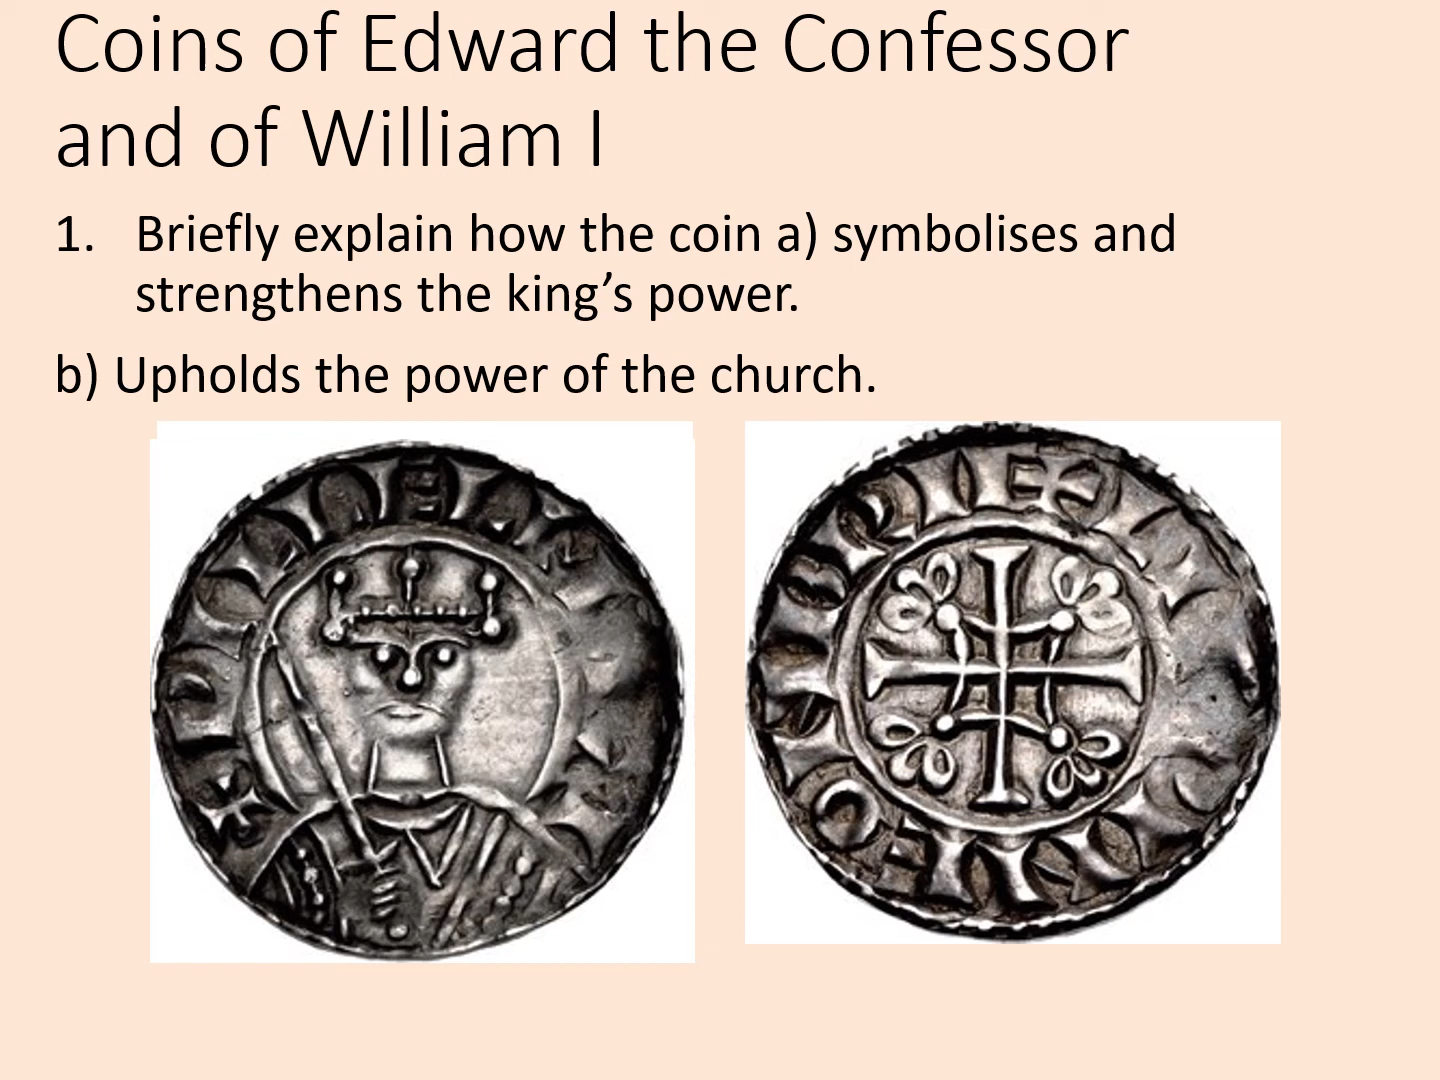 Coins of Edward the Confessor
and of William I
1. Briefly explain how the coin a) symbolises and
strengthens the king’s power.
b) Upholds the power of the church.